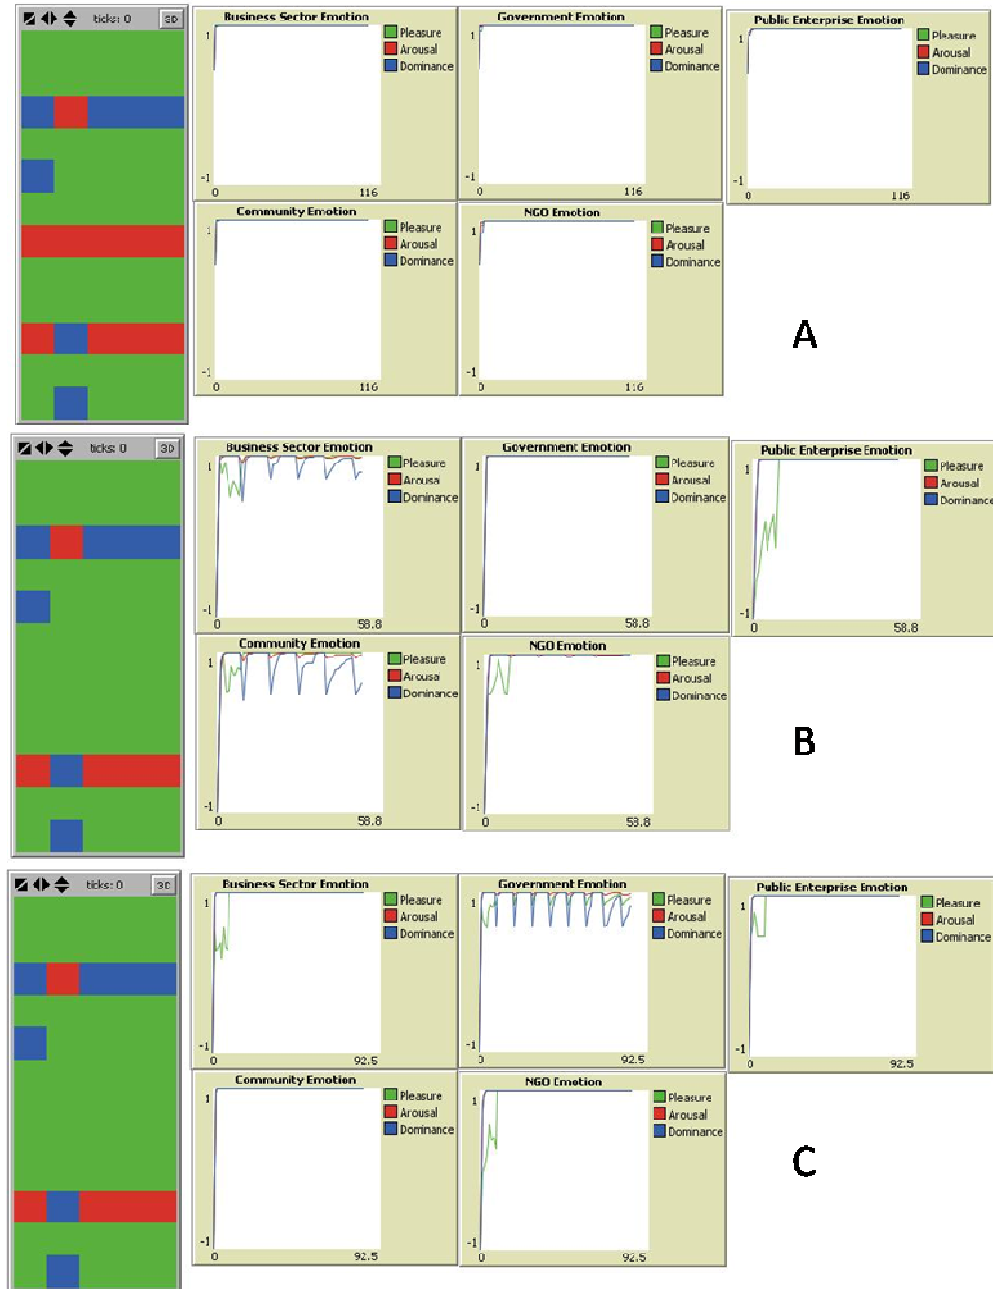 ticks: 0 3D
Business Sector Emotion
1
-1
0 116
Pleasure
Arousal
Dominance
Government Emotion
1
-1
0 116
Pleasure
Arousal
Dominance
Public Enterprise Emotion
1
-1
0 116
Pleasure
Arousal
Dominance
Community Emotion
1
-1
0 116
Pleasure
Arousal
Dominance
NGO Emotion
1
-1
0 116
Pleasure
Arousal
Dominance
A
ticks: 0 3D
Business Sector Emotion
1
-1
0 58.8
Pleasure
Arousal
Dominance
Government Emotion
1
-1
0 58.8
Pleasure
Arousal
Dominance
Public Enterprise Emotion
1
-1
0 58.8
Pleasure
Arousal
Dominance
Community Emotion
1
-1
0 58.8
Pleasure
Arousal
Dominance
NGO Emotion
1
-1
0 58.8
Pleasure
Arousal
Dominance
B
ticks: 0 3D
Business Sector Emotion
1
-1
0 92.5
Pleasure
Arousal
Dominance
Government Emotion
1
-1
0 92.5
Pleasure
Arousal
Dominance
Public Enterprise Emotion
1
-1
0 92.5
Pleasure
Arousal
Dominance
Community Emotion
1
-1
0 92.5
Pleasure
Arousal
Dominance
NGO Emotion
1
-1
0 92.5
Pleasure
Arousal
Dominance
C